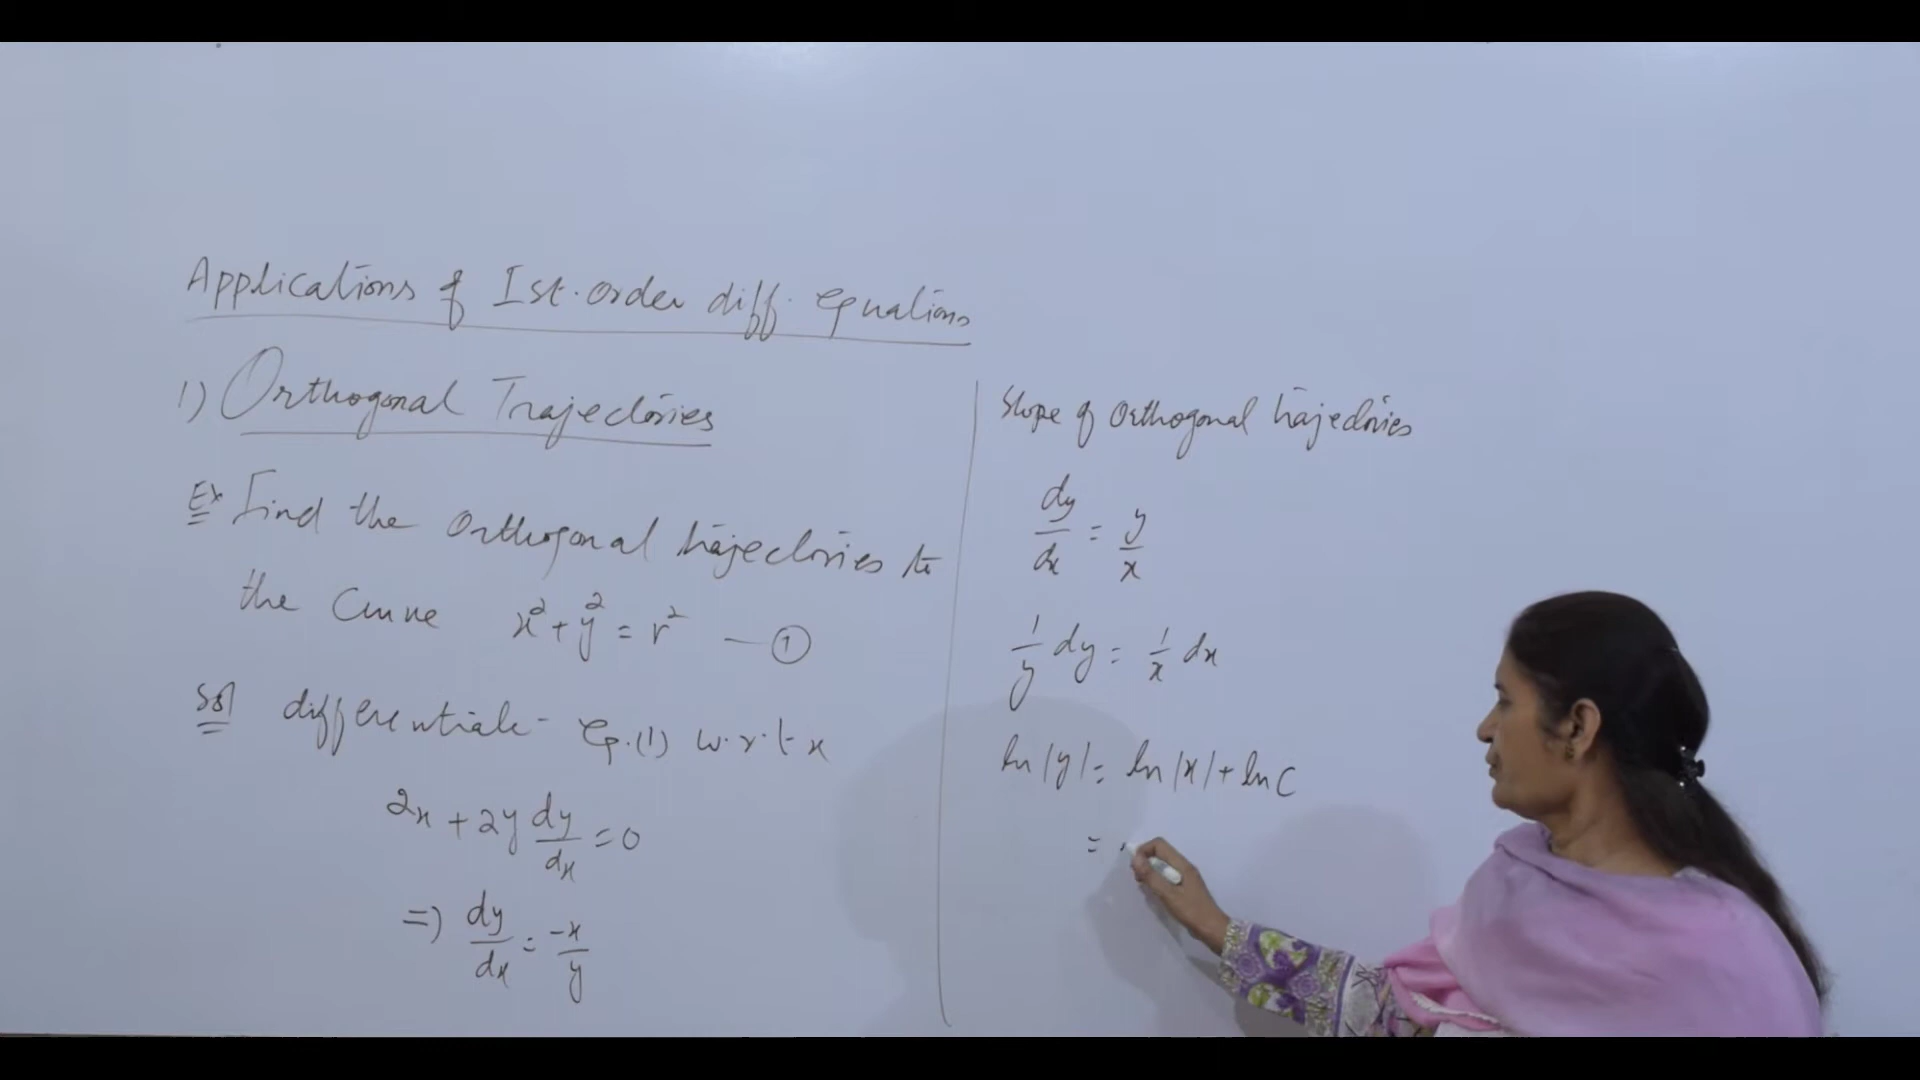 Applications of Ist. order diff. equations
1) Orthogonal Trajectories
Ex Find the Orthogonal trajectories to
the Curve x² + y² = r² — ①
Sol differentiate Eq.(1) w.r.t x
2x + 2y dy/dx = 0
=) dy/dx = -x/y
Slope of Orthogonal trajectories
dy/dx = y/x
1/y dy = 1/x dx
ln|y| = ln|x| + ln C
=